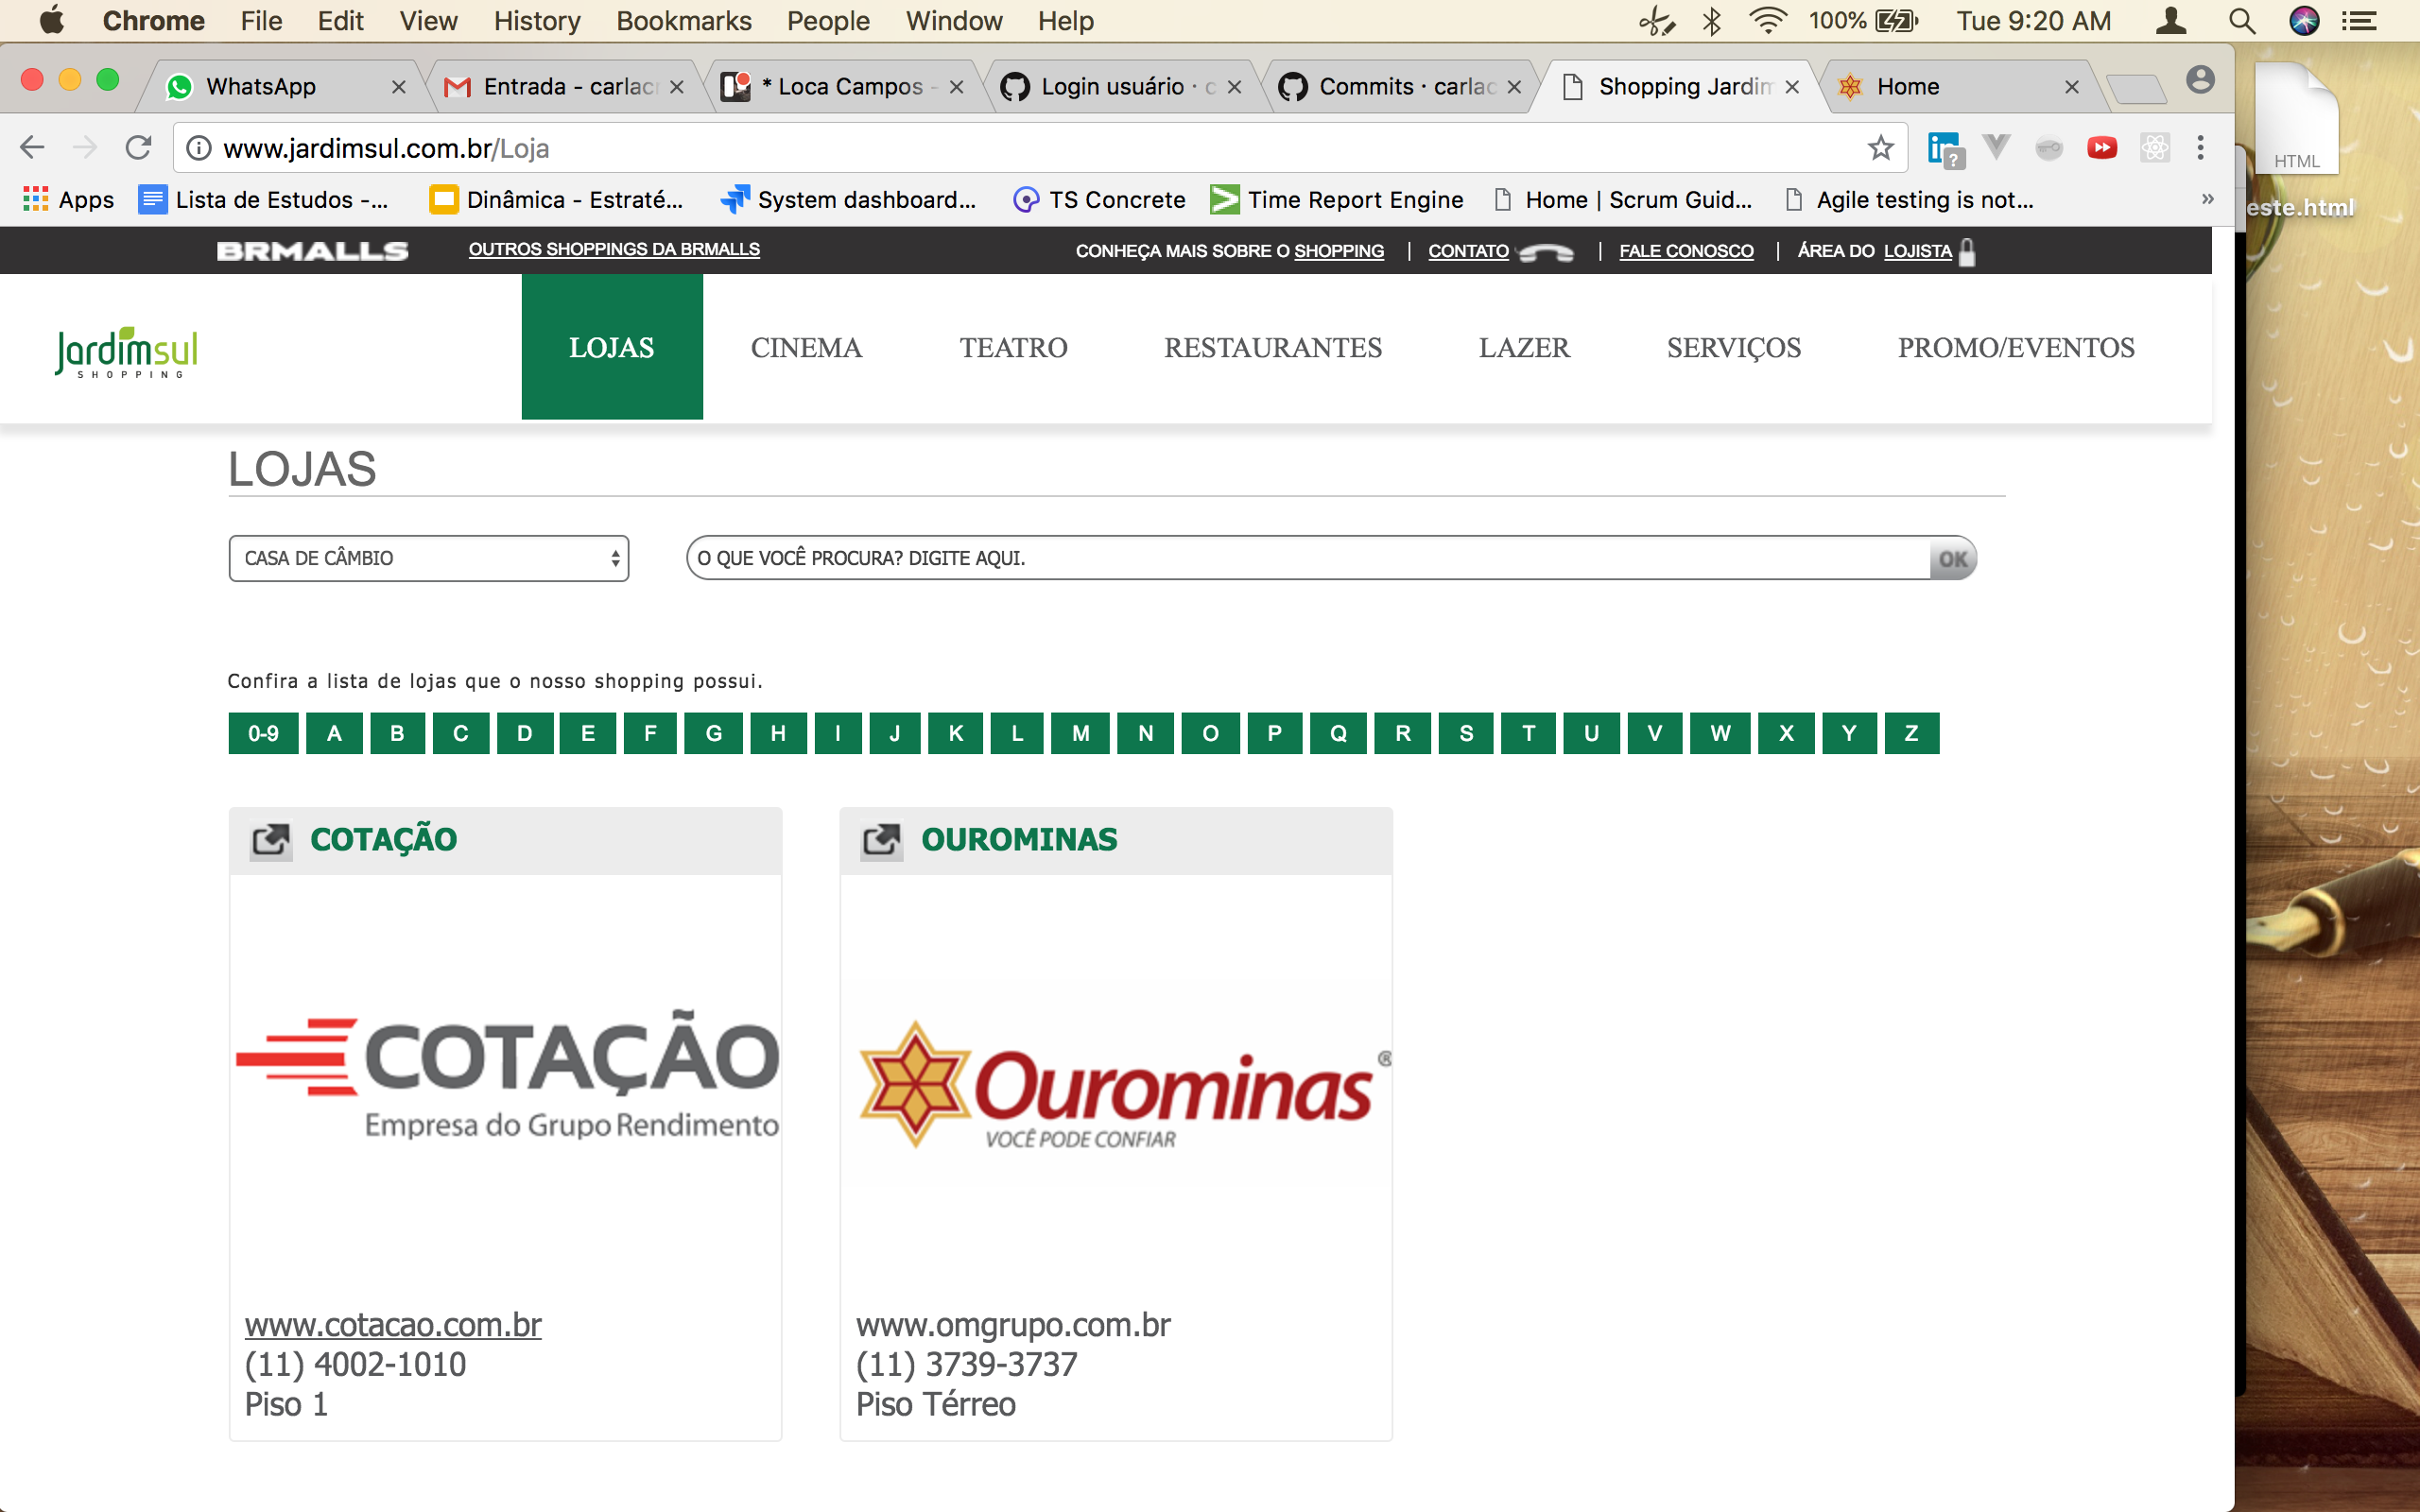 Chrome File Edit View History Bookmarks People Window Help 100% Tue 9:20 AM
WhatsApp Entrada - carlacr * Loca Campos - Login usuário · c Commits · carlac Shopping Jardim Home
www.jardimsul.com.br/Loja
Apps Lista de Estudos -... Dinâmica - Estraté... System dashboard... TS Concrete Time Report Engine Home | Scrum Guid... Agile testing is not... »
HTML
este.html
BRMALLS OUTROS SHOPPINGS DA BRMALLS CONHEÇA MAIS SOBRE O SHOPPING | CONTATO | FALE CONOSCO | ÁREA DO LOJISTA
Jardimsul
SHOPPING
LOJAS CINEMA TEATRO RESTAURANTES LAZER SERVIÇOS PROMO/EVENTOS
LOJAS
CASA DE CÂMBIO O QUE VOCÊ PROCURA? DIGITE AQUI. OK
Confira a lista de lojas que o nosso shopping possui.
0-9 A B C D E F G H I J K L M N O P Q R S T U V W X Y Z
COTAÇÃO
COTAÇÃO
Empresa do Grupo Rendimento
www.cotacao.com.br
(11) 4002-1010
Piso 1
OUROMINAS
Ourominas ®
VOCÊ PODE CONFIAR
www.omgrupo.com.br
(11) 3739-3737
Piso Térreo